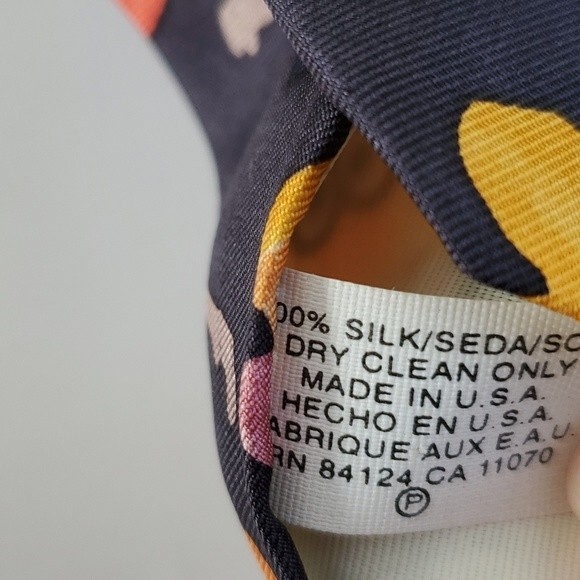 00% SILK/SEDA/SO
DRY CLEAN ONLY
MADE IN U.S.A.
HECHO EN U.S.A.
ABRIQUE AUX E.A.U.
RN 84124 CA 11070
P